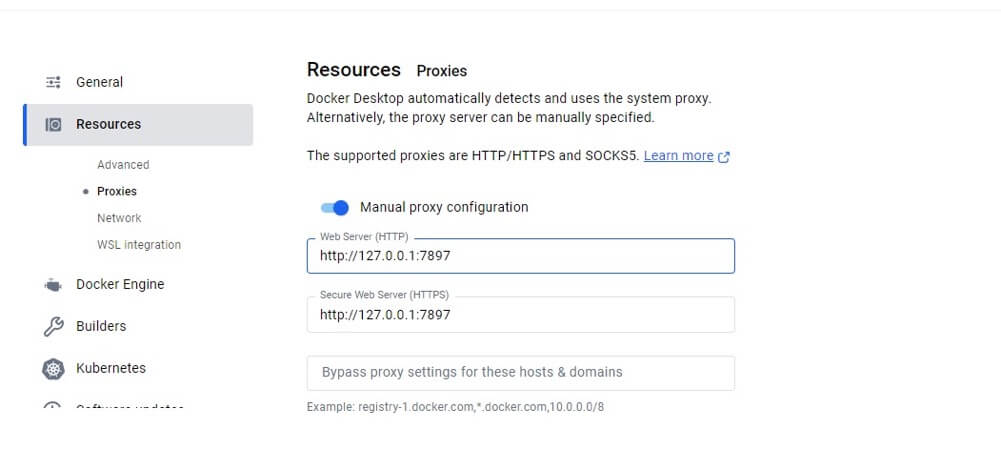 General
Resources
Advanced
Proxies
Network
WSL integration
Docker Engine
Builders
Kubernetes
Software updates
Resources Proxies
Docker Desktop automatically detects and uses the system proxy.
Alternatively, the proxy server can be manually specified.
The supported proxies are HTTP/HTTPS and SOCKS5. Learn more
Manual proxy configuration
Web Server (HTTP)
http://127.0.0.1:7897
Secure Web Server (HTTPS)
http://127.0.0.1:7897
Bypass proxy settings for these hosts & domains
Example: registry-1.docker.com,*.docker.com,10.0.0.0/8